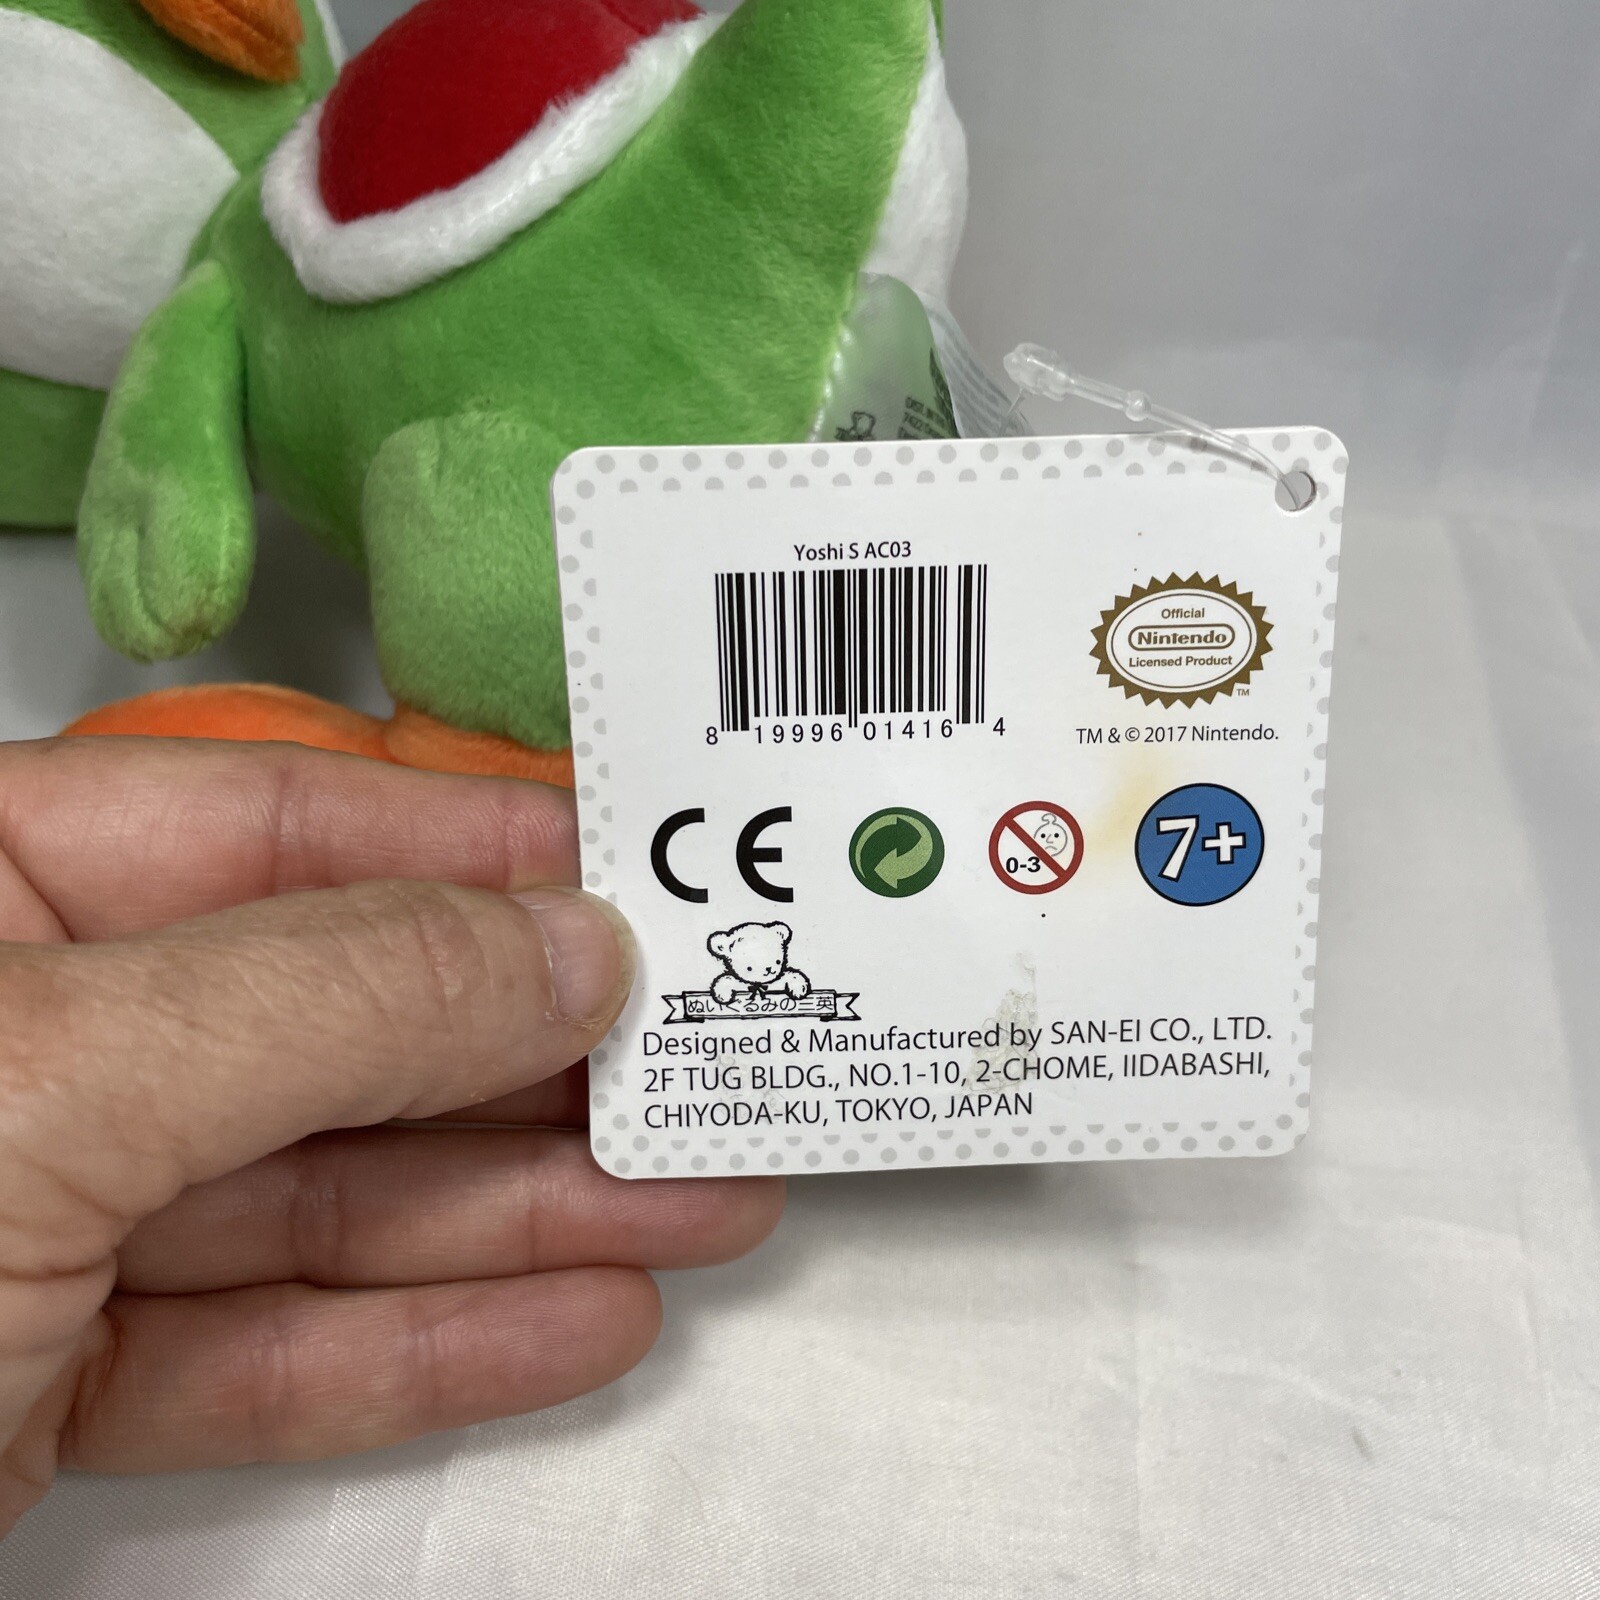 Yoshi S AC03
8 19996 01416 4
Official
Nintendo
Licensed Product
TM
TM & © 2017 Nintendo.
CE
0-3
7+
ぬいぐるみの三英
Designed & Manufactured by SAN-EI CO., LTD.
2F TUG BLDG., NO.1-10, 2-CHOME, IIDABASHI,
CHIYODA-KU, TOKYO, JAPAN